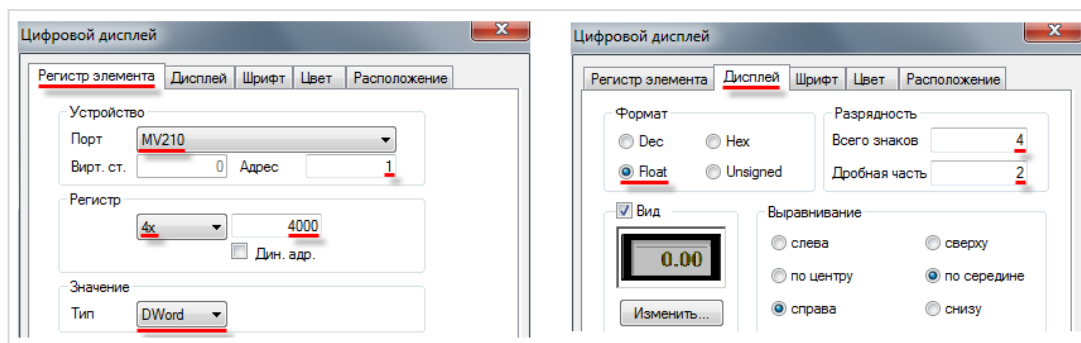 Цифровой дисплей
Регистр элемента Дисплей Шрифт Цвет Расположение
Устройство
Порт MV210
Вирт. ст. 0 Адрес 1
Регистр
4x 4000
Дин. адр.
Значение
Тип DWord
Цифровой дисплей
Регистр элемента Дисплей Шрифт Цвет Расположение
Формат Разрядность
Dec Hex Всего знаков 4
Float Unsigned Дробная часть 2
Вид Выравнивание
слева сверху
0.00
по центру по середине
Изменить... справа снизу